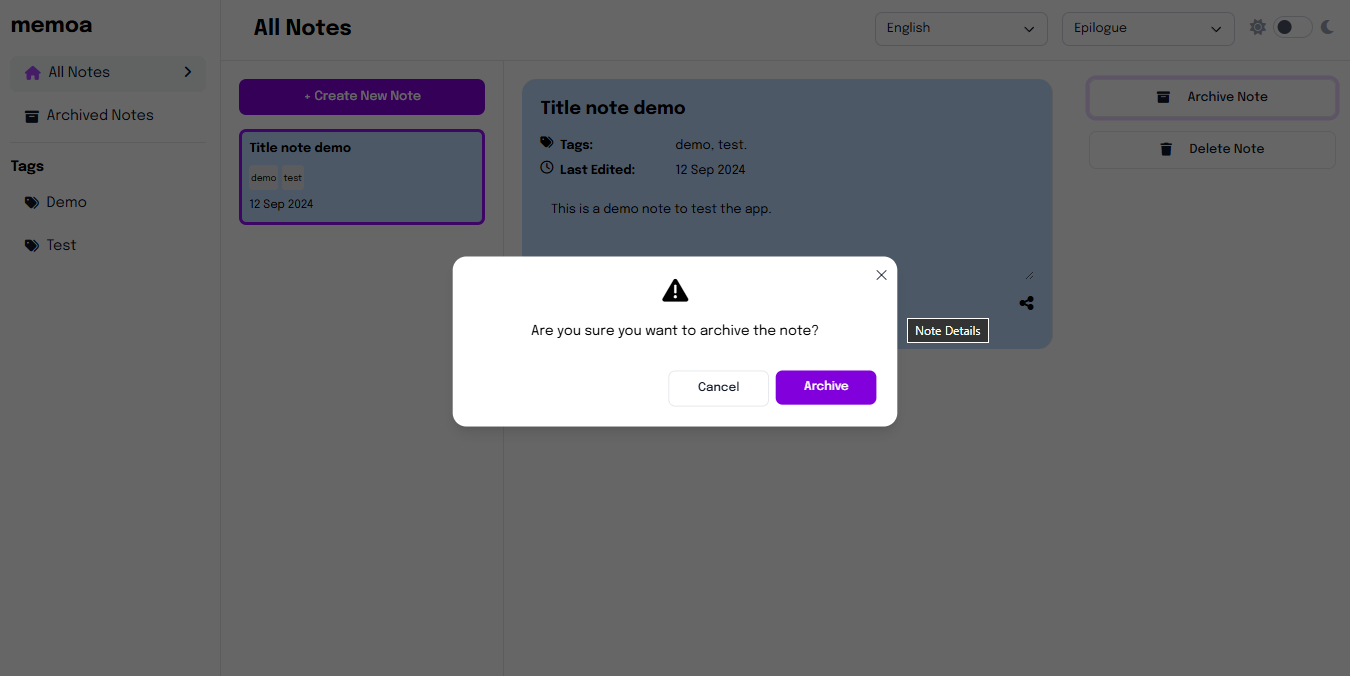 memoa
All Notes
English
Epilogue
All Notes
Archived Notes
Tags
Demo
Test
+ Create New Note
Title note demo
demo test
12 Sep 2024
Title note demo
Tags: demo, test.
Last Edited: 12 Sep 2024
This is a demo note to test the app.
Archive Note
Delete Note
Are you sure you want to archive the note?
Cancel
Archive
Note Details